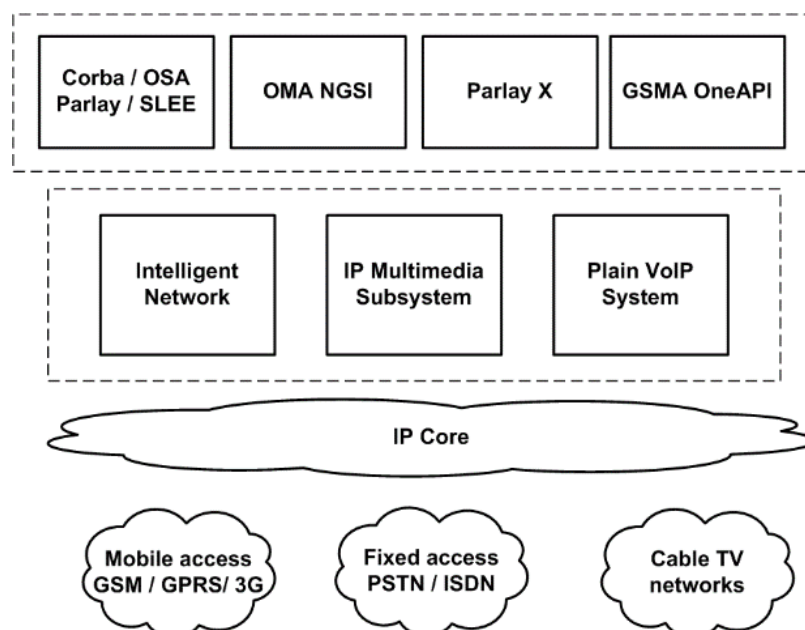 Corba / OSA
Parlay / SLEE
OMA NGSI
Parlay X
GSMA OneAPI
Intelligent
Network
IP Multimedia
Subsystem
Plain VoIP
System
IP Core
Mobile access
GSM / GPRS/ 3G
Fixed access
PSTN / ISDN
Cable TV
networks